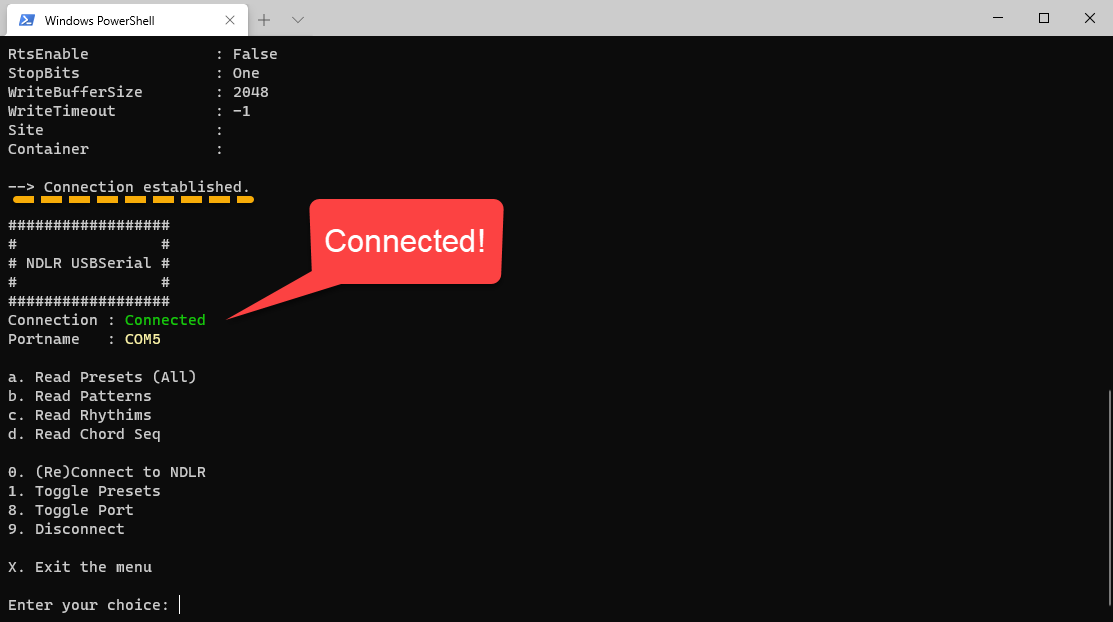 Windows PowerShell
RtsEnable : False
StopBits : One
WriteBufferSize : 2048
WriteTimeout : -1
Site :
Container :
--> Connection established.
##################
# #
# NDLR USBSerial #
# #
##################
Connected!
Connection : Connected
Portname : COM5
a. Read Presets (All)
b. Read Patterns
c. Read Rhythims
d. Read Chord Seq
0. (Re)Connect to NDLR
1. Toggle Presets
8. Toggle Port
9. Disconnect
X. Exit the menu
Enter your choice: